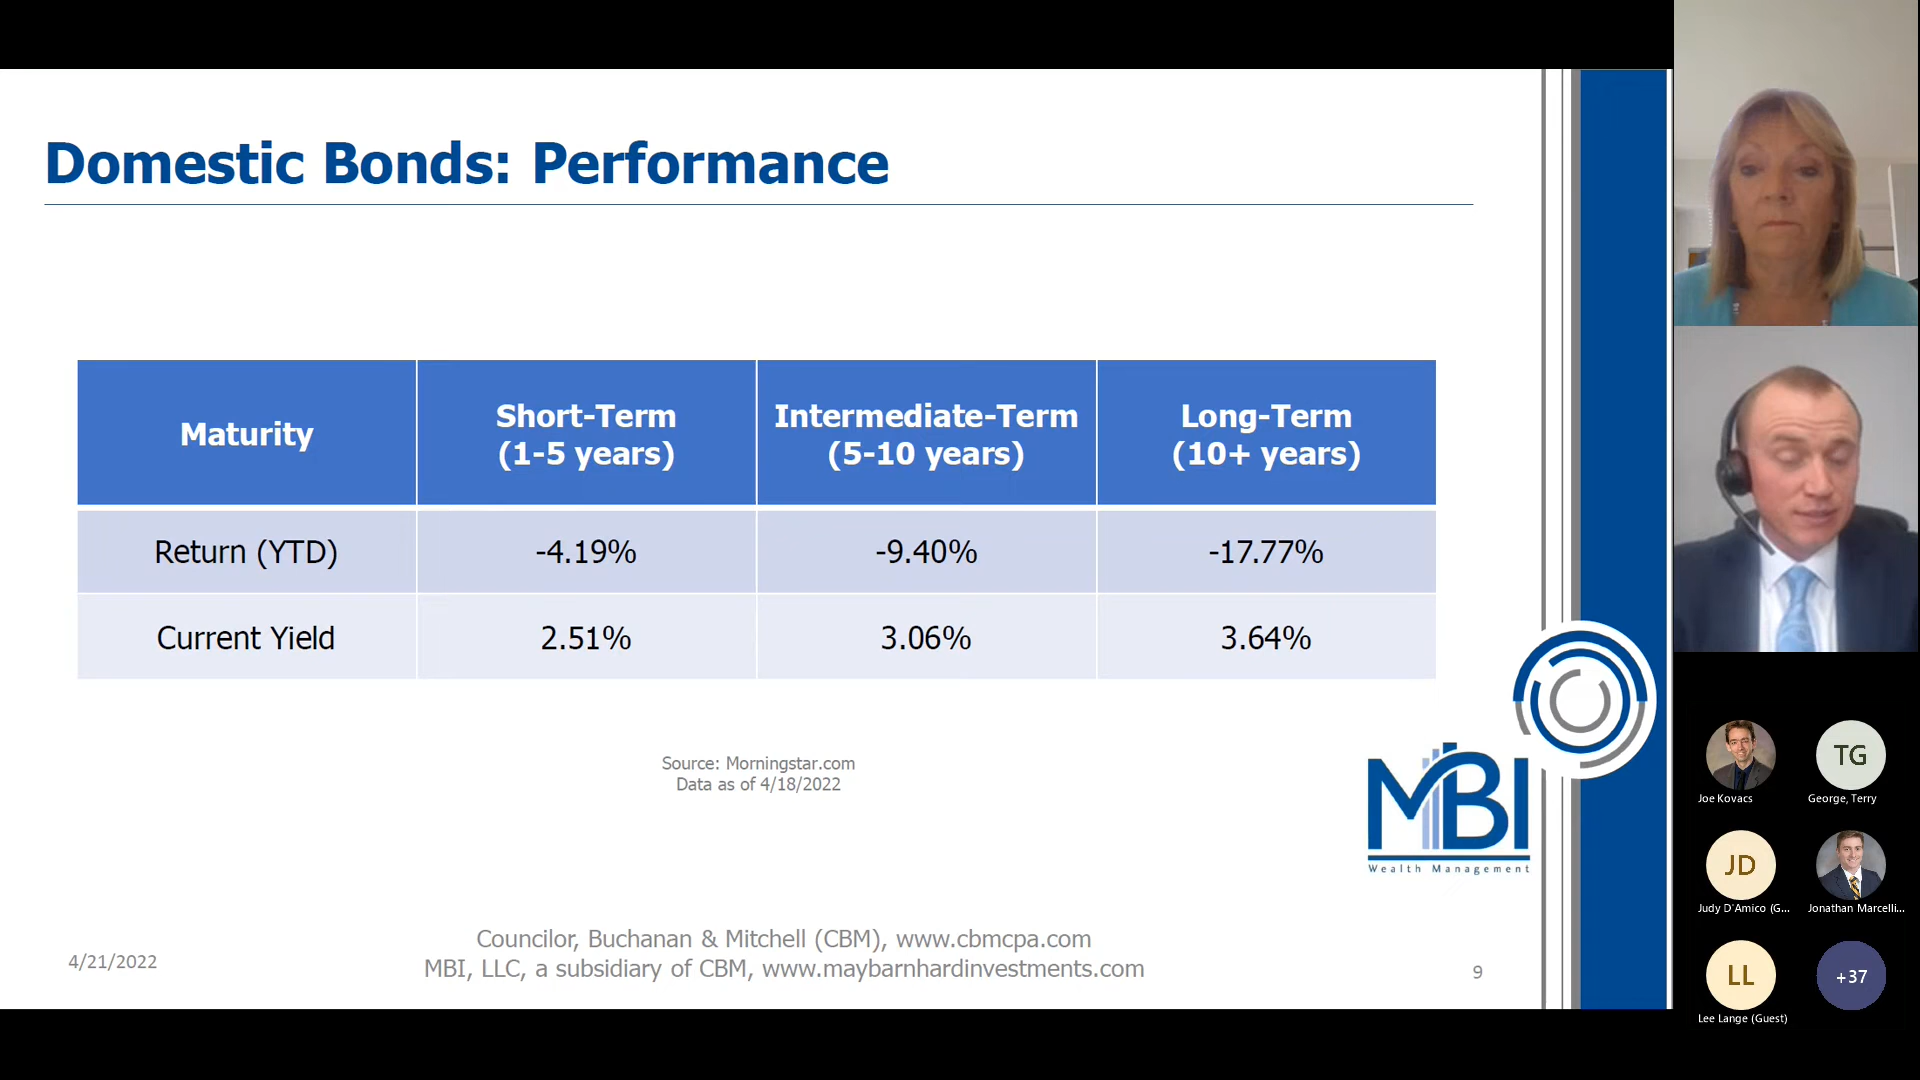 Domestic Bonds: Performance
Maturity
Short-Term
(1-5 years)
Intermediate-Term
(5-10 years)
Long-Term
(10+ years)
Return (YTD)
-4.19%
-9.40%
-17.77%
Current Yield
2.51%
3.06%
3.64%
Source: Morningstar.com
Data as of 4/18/2022
MBI
Wealth Management
Councilor, Buchanan & Mitchell (CBM), www.cbmcpa.com
MBI, LLC, a subsidiary of CBM, www.maybarnhardinvestments.com
4/21/2022
9
Joe Kovacs
TG
George, Terry
JD
Judy D'Amico (G...
Jonathan Marcelli...
LL
Lee Lange (Guest)
+37